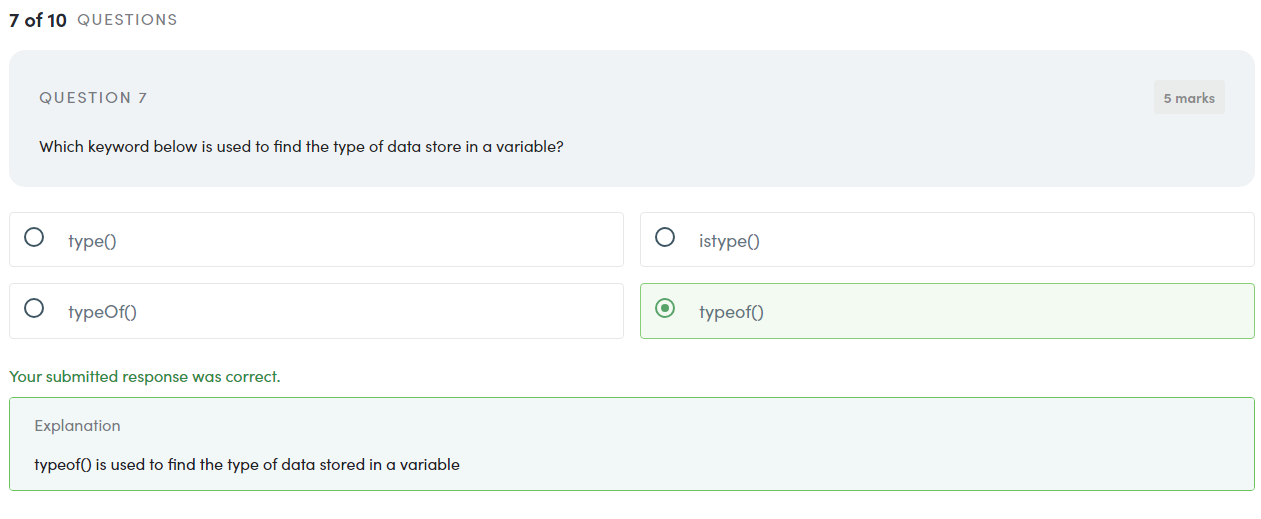 7 of 10 QUESTIONS
QUESTION 7
5 marks
Which keyword below is used to find the type of data store in a variable?
type()
istype()
typeOf()
typeof()
Your submitted response was correct.
Explanation
typeof() is used to find the type of data stored in a variable